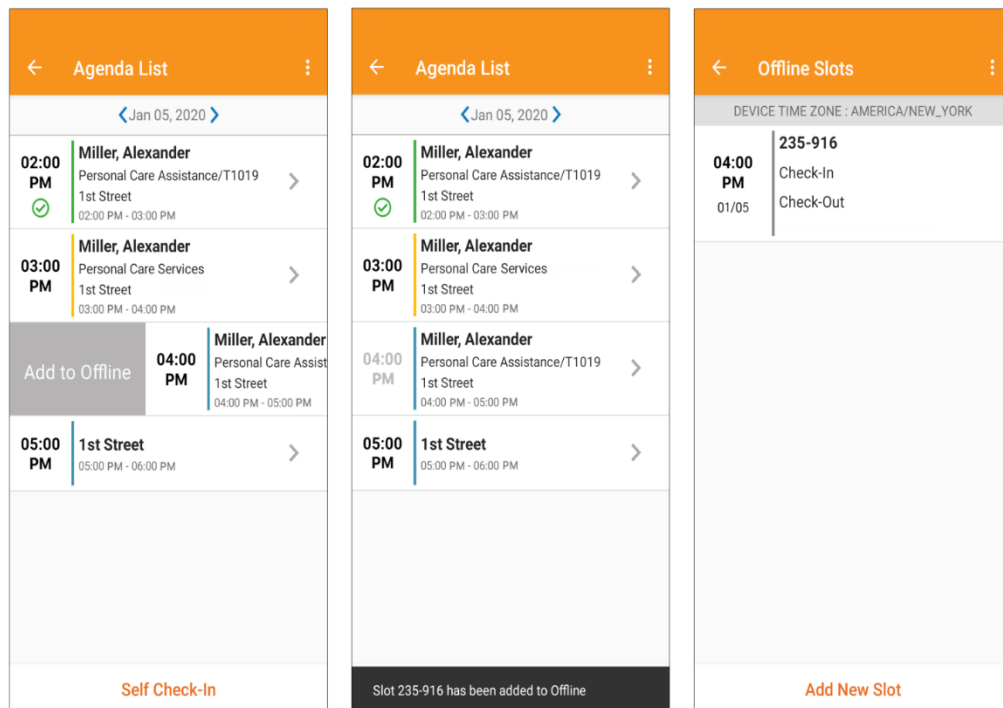 Agenda List
Jan 05, 2020
02:00
PM
Miller, Alexander
Personal Care Assistance/T1019
1st Street
02:00 PM - 03:00 PM
03:00
PM
Miller, Alexander
Personal Care Services
1st Street
03:00 PM - 04:00 PM
Add to Offline
04:00
PM
Miller, Alexander
Personal Care Assist
1st Street
04:00 PM - 05:00 PM
05:00
PM
1st Street
05:00 PM - 06:00 PM
Self Check-In
Agenda List
Jan 05, 2020
02:00
PM
Miller, Alexander
Personal Care Assistance/T1019
1st Street
02:00 PM - 03:00 PM
03:00
PM
Miller, Alexander
Personal Care Services
1st Street
03:00 PM - 04:00 PM
04:00
PM
Miller, Alexander
Personal Care Assistance/T1019
1st Street
04:00 PM - 05:00 PM
05:00
PM
1st Street
05:00 PM - 06:00 PM
Slot 235-916 has been added to Offline
Offline Slots
DEVICE TIME ZONE : AMERICA/NEW_YORK
04:00
PM
01/05
235-916
Check-In
Check-Out
Add New Slot